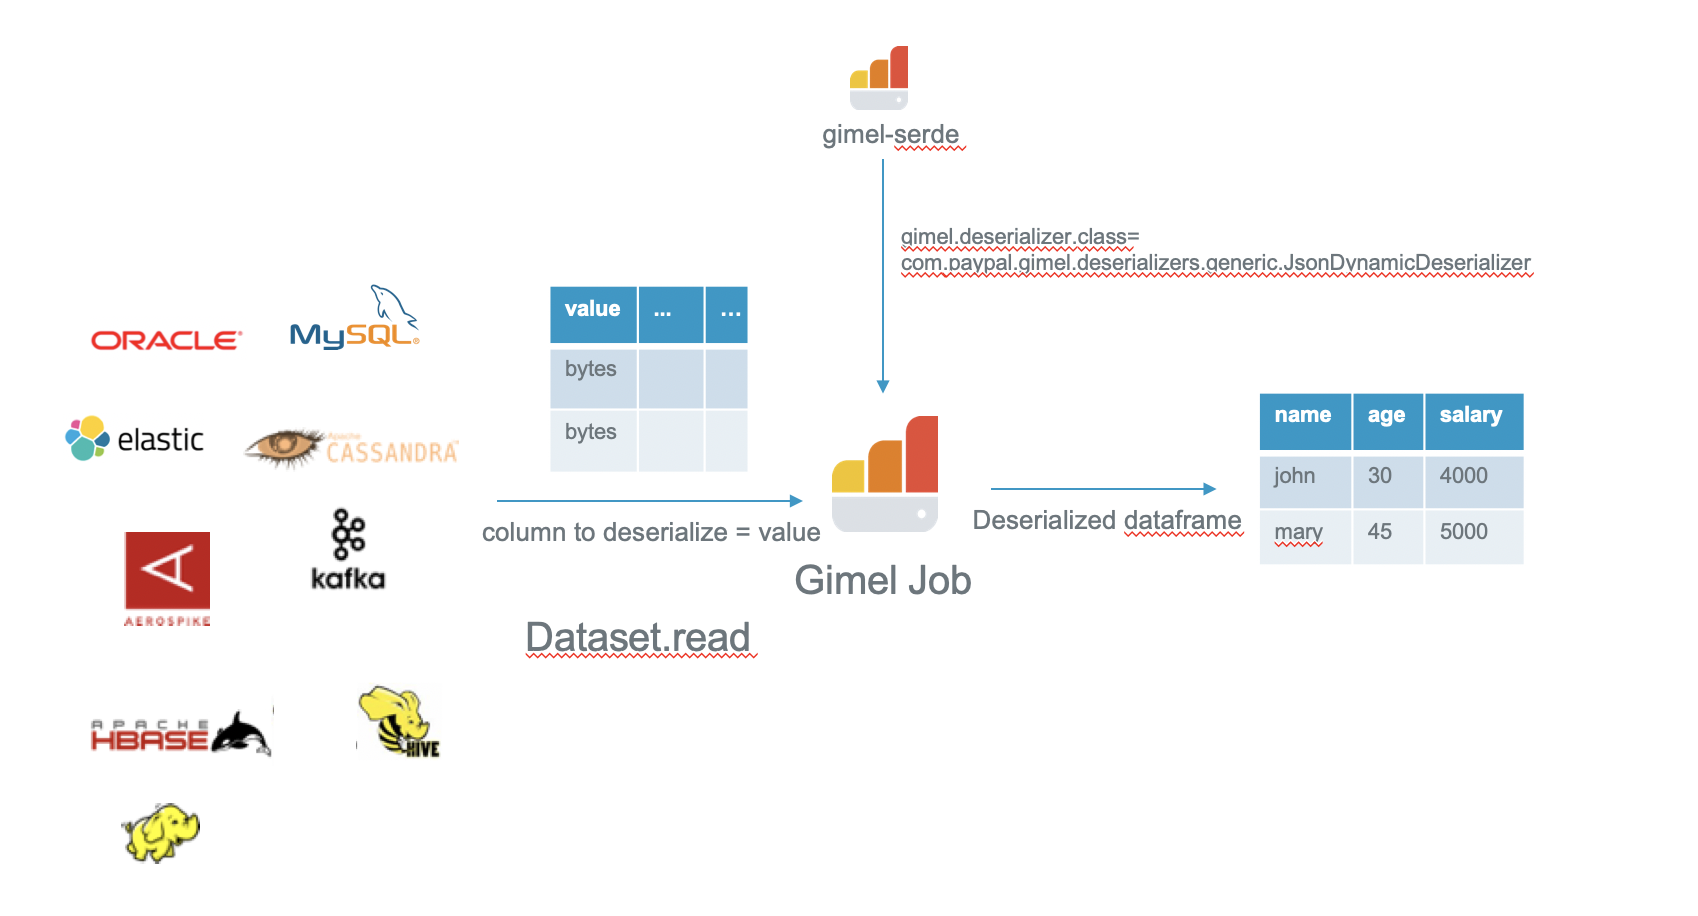 gimel-serde
gimel.deserializer.class=
com.paypal.gimel.deserializers.generic.JsonDynamicDeserializer
ORACLE®
MySQL®
elastic
Apache
CASSANDRA
AEROSPIKE
kafka
APACHE
HBASE
HIVE
value ... ...
bytes
bytes
column to deserialize = value
Dataset.read
Gimel Job
Deserialized dataframe
name age salary
john 30 4000
mary 45 5000